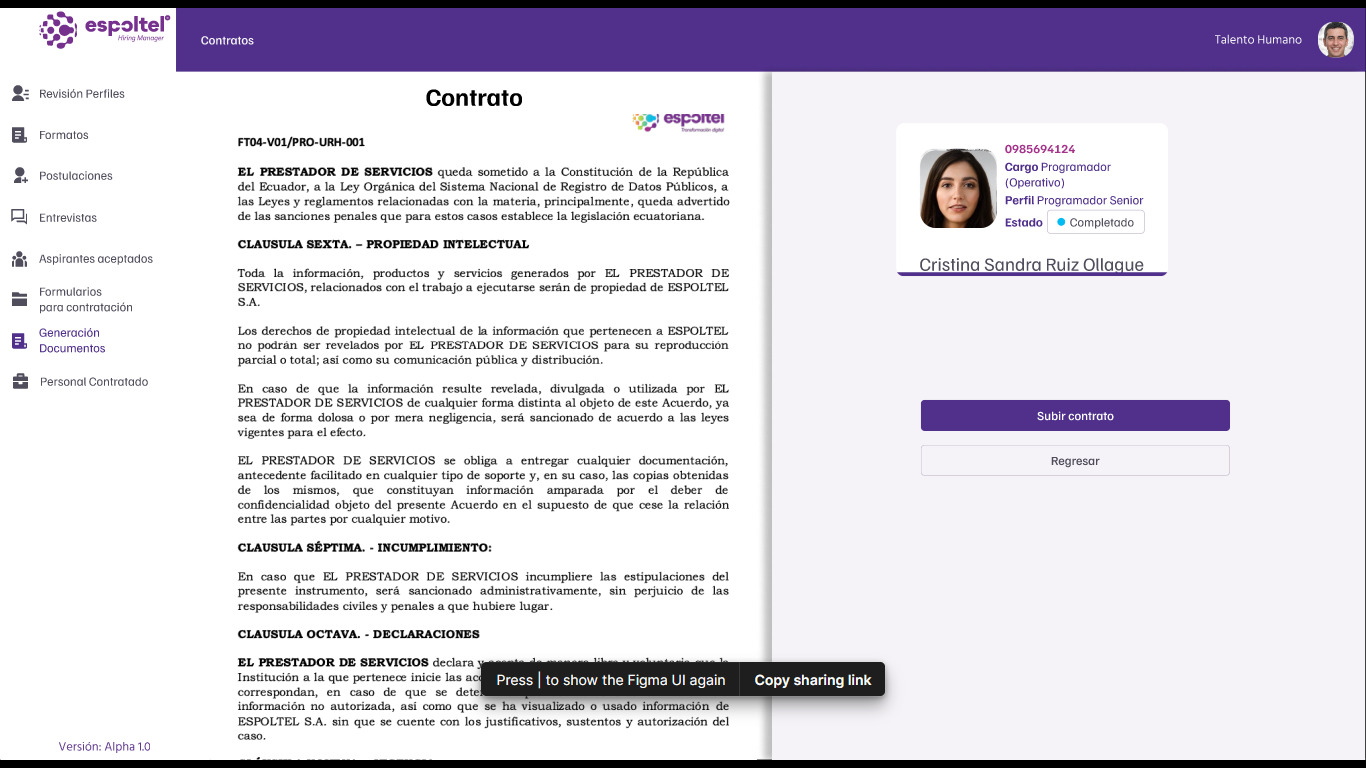 espoltel
Hiring Manager
Contratos
Talento Humano
Revisión Perfiles
Formatos
Postulaciones
Entrevistas
Aspirantes aceptados
Formularios
para contratación
Generación
Documentos
Personal Contratado
Versión: Alpha 1.0
Contrato
espoltel
Transformación digital
FT04-V01/PRO-URH-001
EL PRESTADOR DE SERVICIOS queda sometido a la Constitución de la República
del Ecuador, a la Ley Orgánica del Sistema Nacional de Registro de Datos Públicos, a
las Leyes y reglamentos relacionadas con la materia, principalmente, queda advertido
de las sanciones penales que para estos casos establece la legislación ecuatoriana.
CLAUSULA SEXTA. – PROPIEDAD INTELECTUAL
Toda la información, productos y servicios generados por EL PRESTADOR DE
SERVICIOS, relacionados con el trabajo a ejecutarse serán de propiedad de ESPOLTEL
S.A.
Los derechos de propiedad intelectual de la información que pertenecen a ESPOLTEL
no podrán ser revelados por EL PRESTADOR DE SERVICIOS para su reproducción
parcial o total; así como su comunicación pública y distribución.
En caso de que la información resulte revelada, divulgada o utilizada por EL
PRESTADOR DE SERVICIOS de cualquier forma distinta al objeto de este Acuerdo, ya
sea de forma dolosa o por mera negligencia, será sancionado de acuerdo a las leyes
vigentes para el efecto.
EL PRESTADOR DE SERVICIOS se obliga a entregar cualquier documentación,
antecedente facilitado en cualquier tipo de soporte y, en su caso, las copias obtenidas
de los mismos, que constituyan información amparada por el deber de
confidencialidad objeto del presente Acuerdo en el supuesto de que cese la relación
entre las partes por cualquier motivo.
CLAUSULA SÉPTIMA. - INCUMPLIMIENTO:
En caso que EL PRESTADOR DE SERVICIOS incumpliere las estipulaciones del
presente instrumento, será sancionado administrativamente, sin perjuicio de las
responsabilidades civiles y penales a que hubiere lugar.
CLAUSULA OCTAVA. - DECLARACIONES
EL PRESTADOR DE SERVICIOS declara y acepta de manera libre y voluntaria que la
Institución a la que pertenece inicie las
correspondan, en caso de que se
información no autorizada, así como que se ha visualizado o usado información de
ESPOLTEL S.A. sin que se cuente con los justificativos, sustentos y autorización del
caso.
Press | to show the Figma UI again
Copy sharing link
0985694124
Cargo Programador
(Operativo)
Perfil Programador Senior
Estado Completado
Cristina Sandra Ruiz Ollague
Subir contrato
Regresar